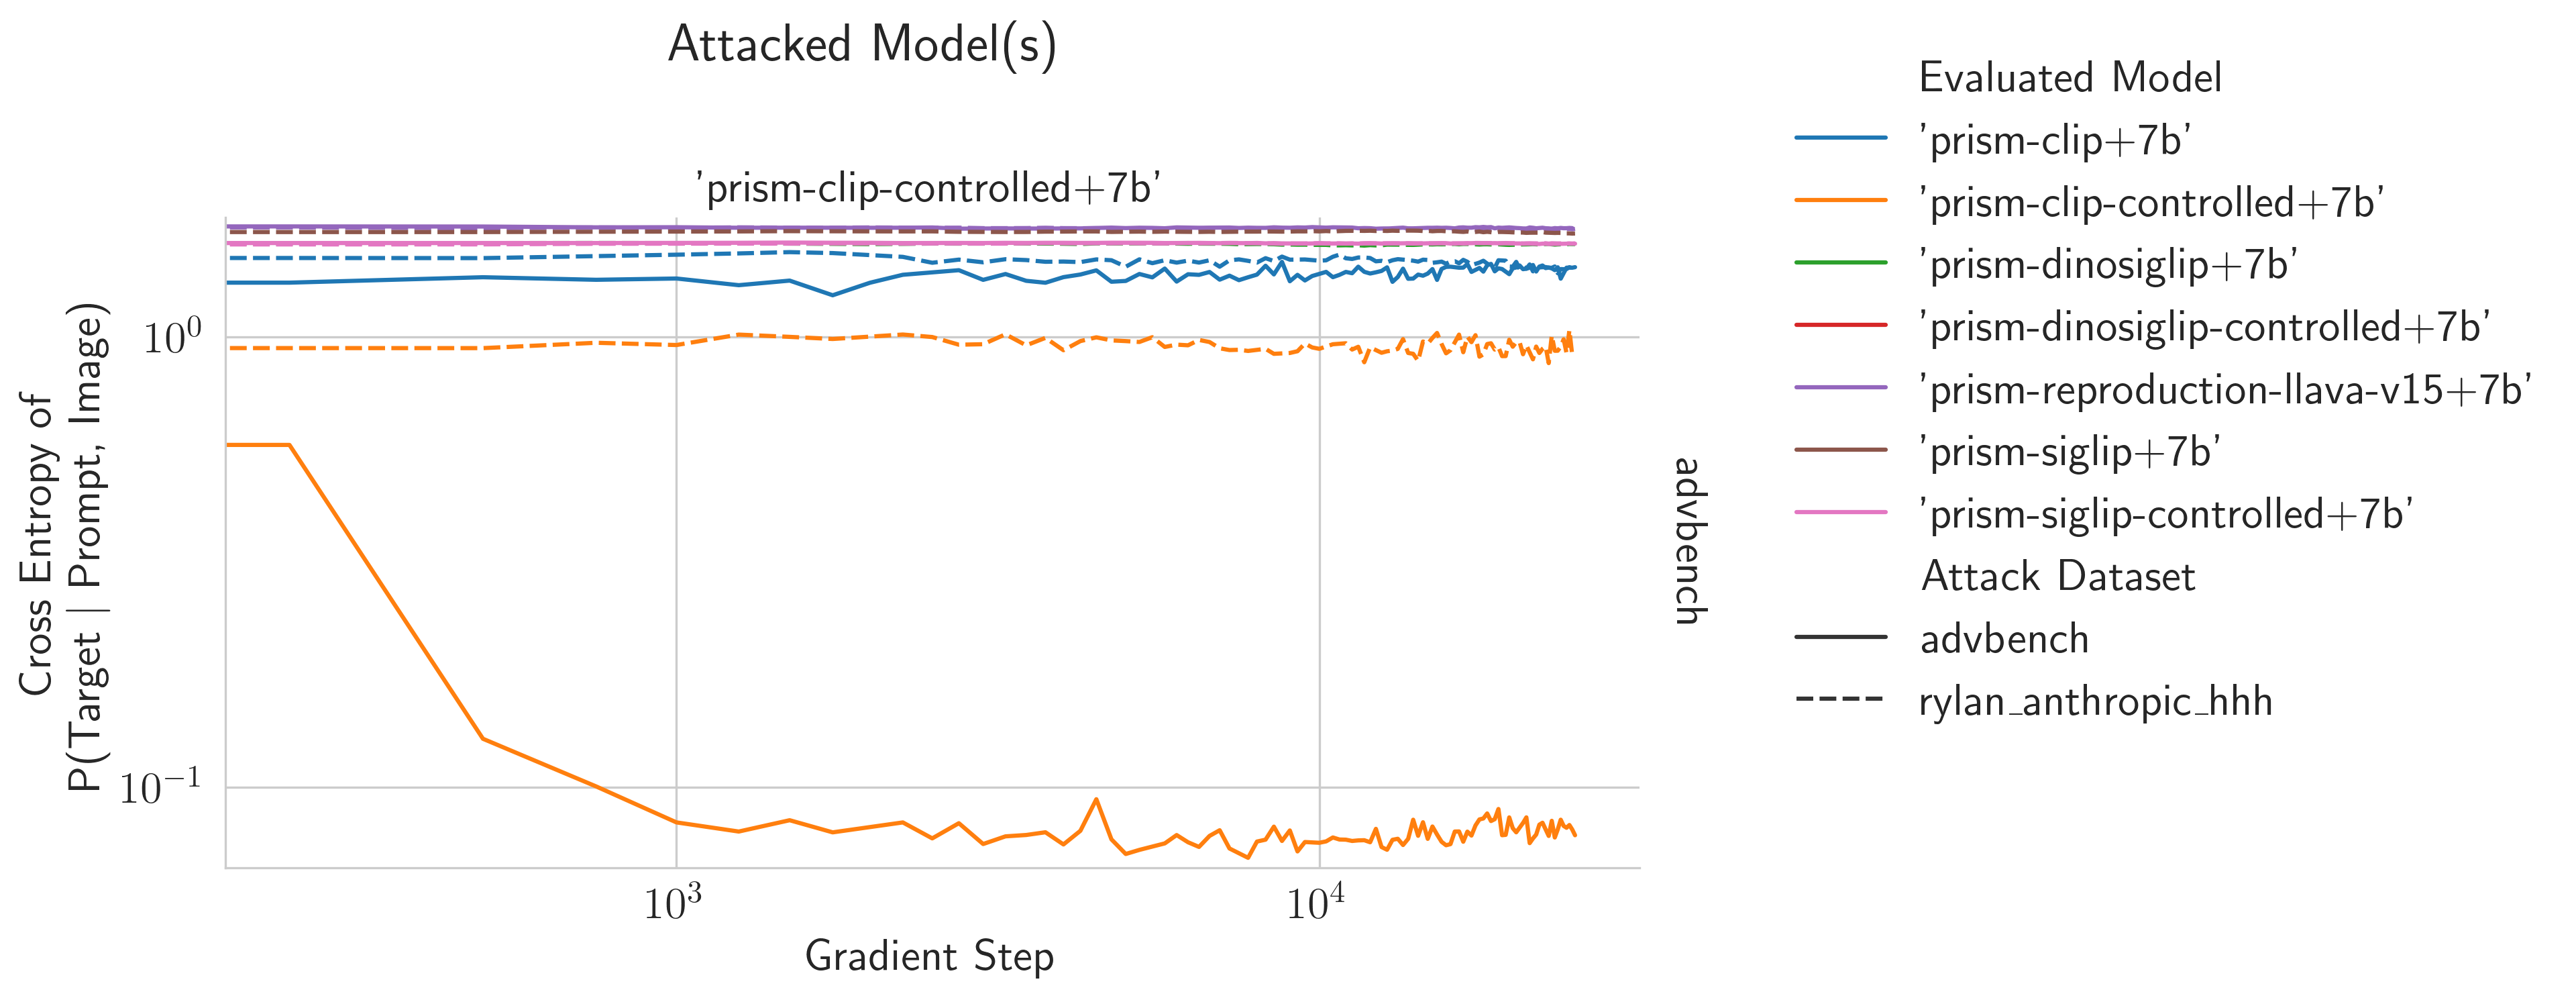 Attacked Model(s)
'prism-clip-controlled+7b'
Cross Entropy of
P(Target | Prompt, Image)
10^0
10^-1
10^3
10^4
Gradient Step
advbench
Evaluated Model
'prism-clip+7b'
'prism-clip-controlled+7b'
'prism-dinosiglip+7b'
'prism-dinosiglip-controlled+7b'
'prism-reproduction-llava-v15+7b'
'prism-siglip+7b'
'prism-siglip-controlled+7b'
Attack Dataset
advbench
rylan_anthropic_hhh